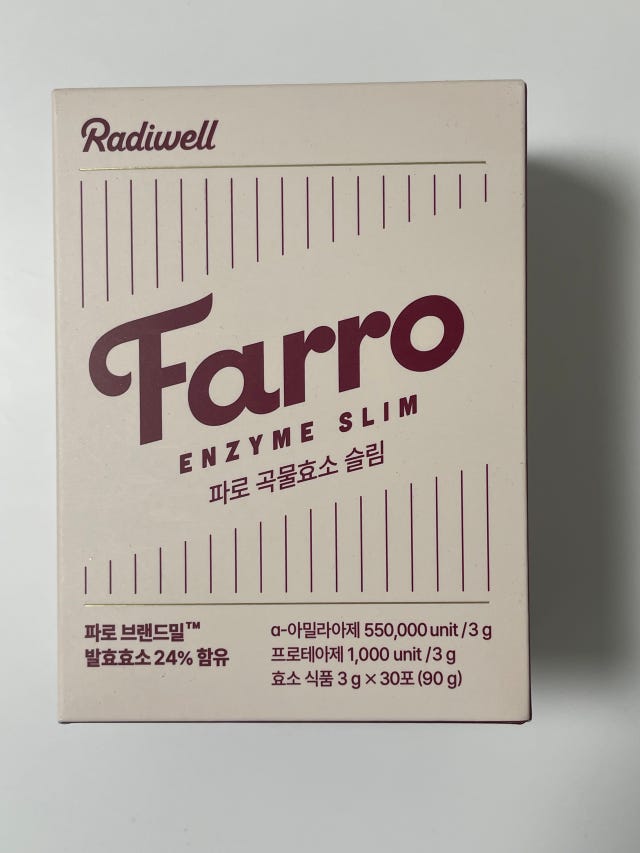 Radiwell
Farro
ENZYME SLIM
파로 곡물효소 슬림
파로 브랜드밀™
발효효소 24% 함유
α-아밀라아제 550,000 unit /3 g
프로테아제 1,000 unit /3 g
효소 식품 3 g × 30포 (90 g)